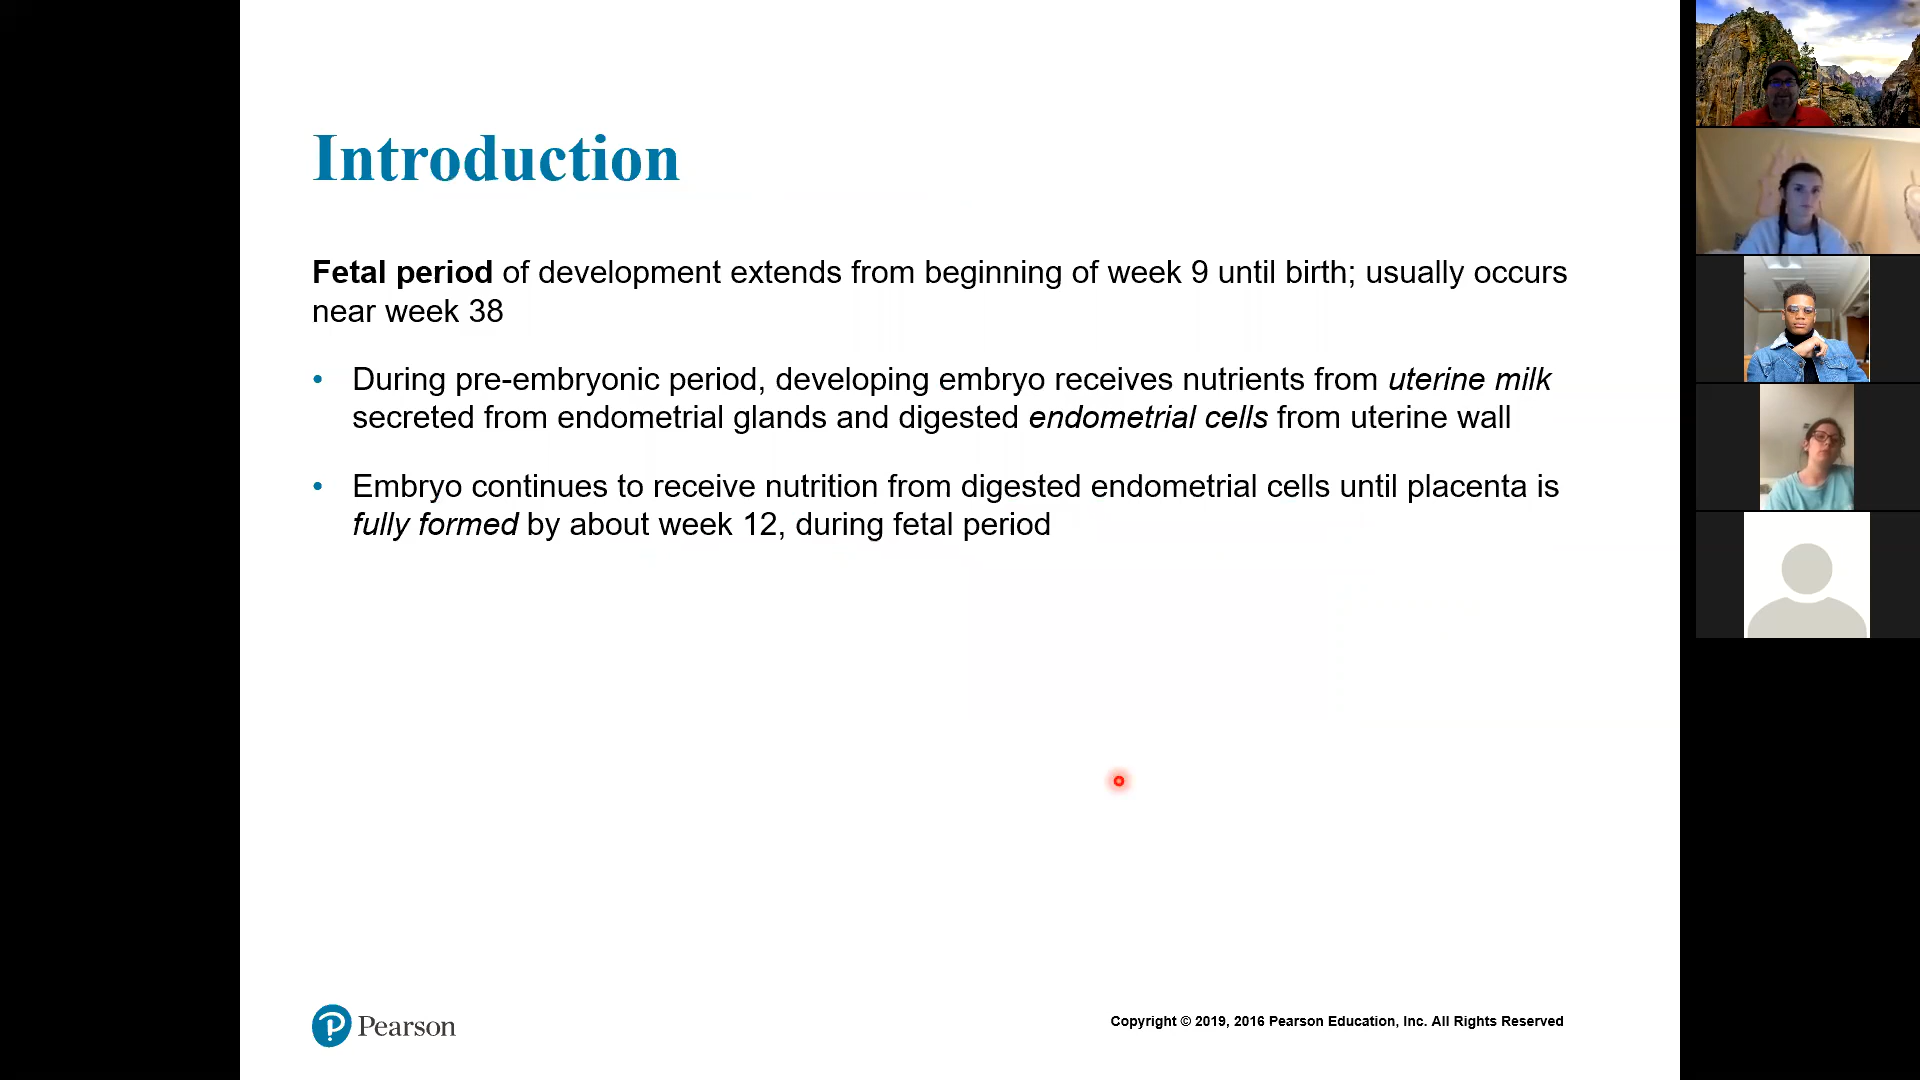 Introduction
Fetal period of development extends from beginning of week 9 until birth; usually occurs
near week 38
• During pre-embryonic period, developing embryo receives nutrients from uterine milk
secreted from endometrial glands and digested endometrial cells from uterine wall
• Embryo continues to receive nutrition from digested endometrial cells until placenta is
fully formed by about week 12, during fetal period
Pearson
Copyright © 2019, 2016 Pearson Education, Inc. All Rights Reserved